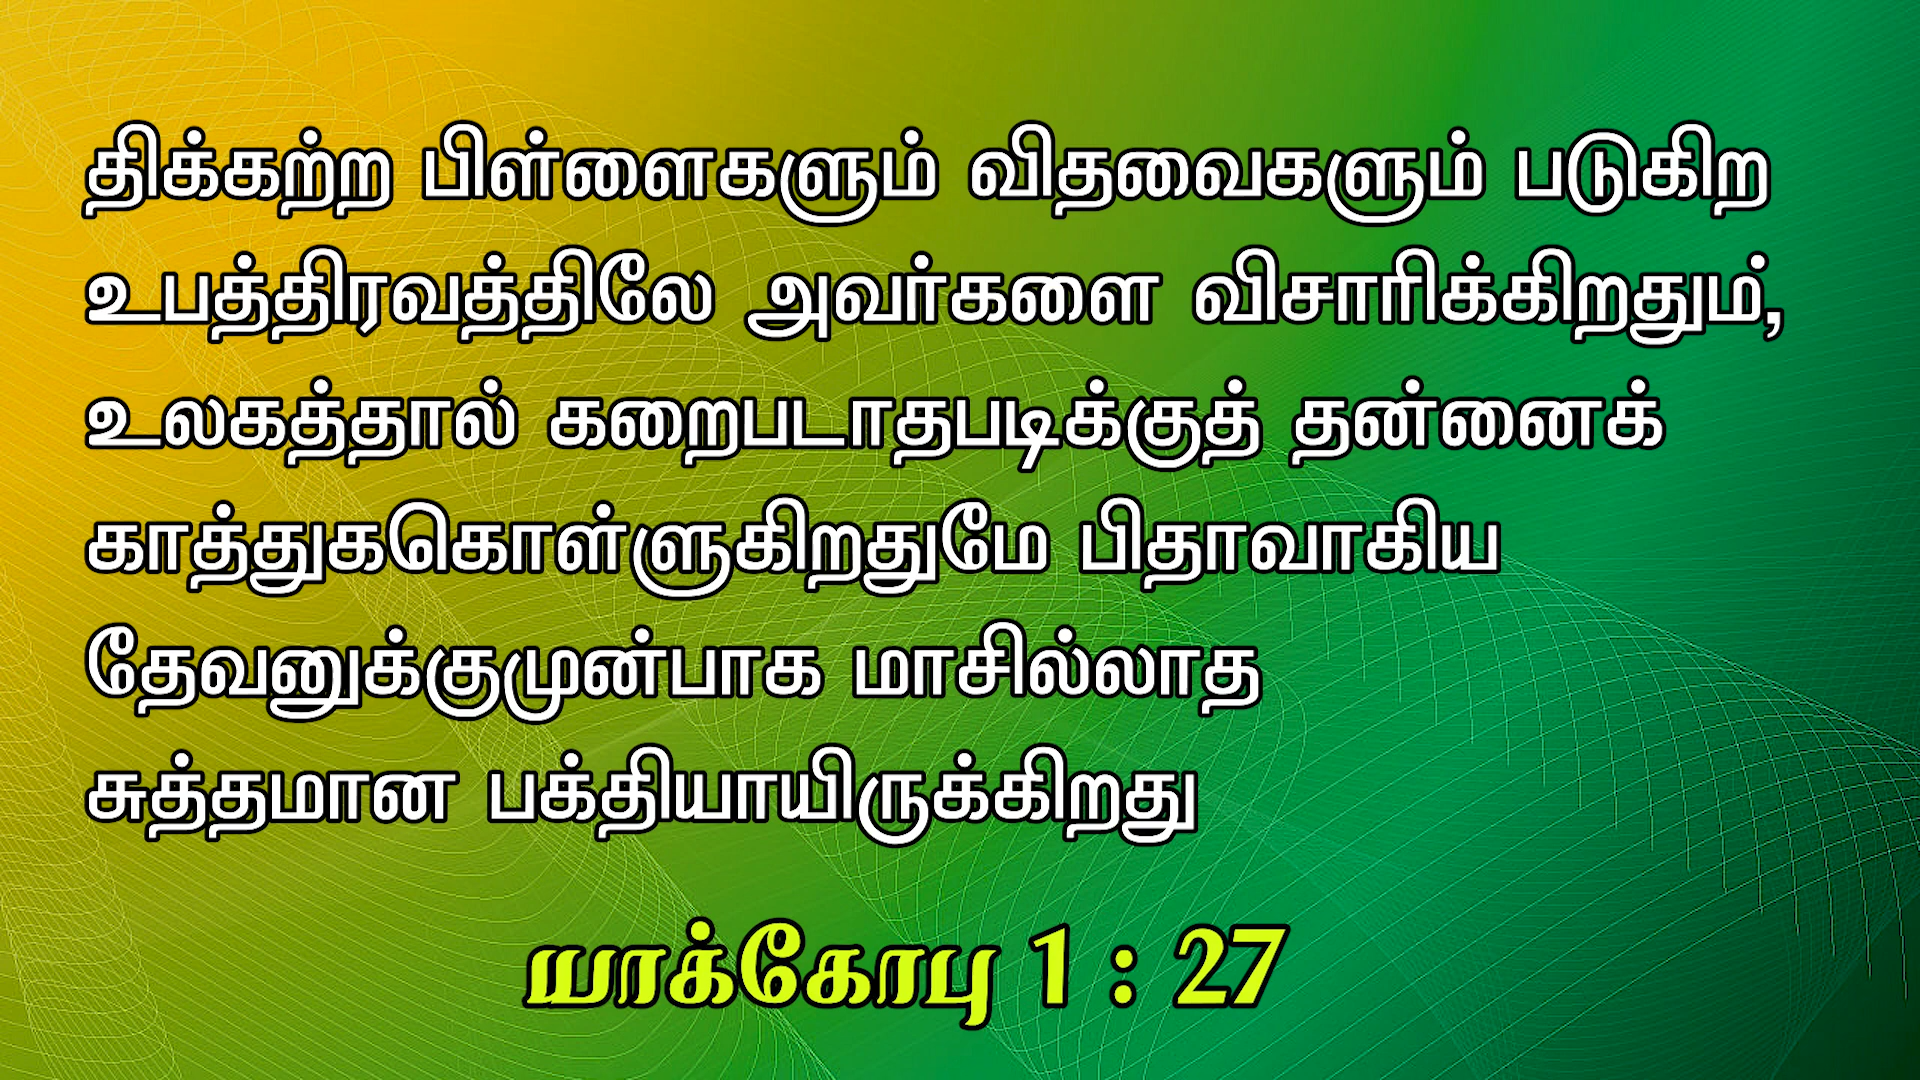 திக்கற்ற பிள்ளைகளும் விதவைகளும் படுகிற
உபத்திரவத்திலே அவர்களை விசாரிக்கிறதும்,
உலகத்தால் கறைபடாதபடிக்குத் தன்னைக்
காத்துககொள்ளுகிறதுமே பிதாவாகிய
தேவனுக்குமுன்பாக மாசில்லாத
சுத்தமான பக்தியாயிருக்கிறது
யாக்கோபு 1 : 27